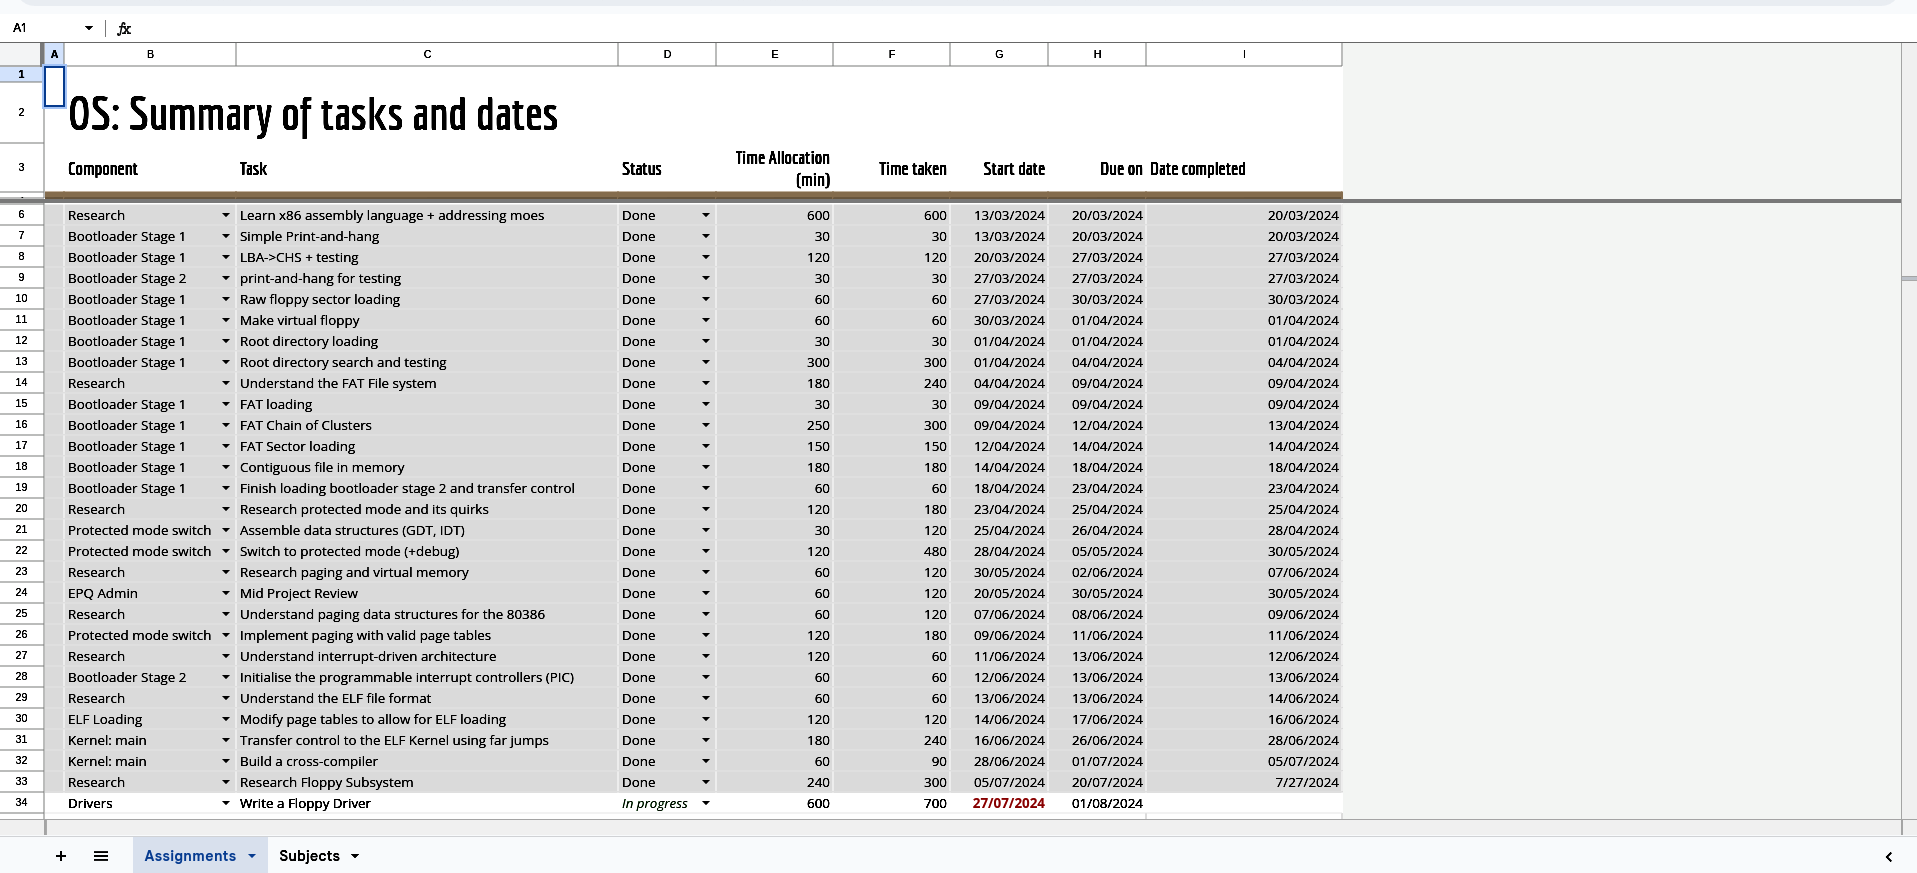 A1 fx
A B C D E F G H I
1
2 OS: Summary of tasks and dates
3 Component Task Status Time Allocation (min) Time taken Start date Due on Date completed
6 Research Learn x86 assembly language + addressing moes Done 600 600 13/03/2024 20/03/2024 20/03/2024
7 Bootloader Stage 1 Simple Print-and-hang Done 30 30 13/03/2024 20/03/2024 20/03/2024
8 Bootloader Stage 1 LBA->CHS + testing Done 120 120 20/03/2024 27/03/2024 27/03/2024
9 Bootloader Stage 2 print-and-hang for testing Done 30 30 27/03/2024 27/03/2024 27/03/2024
10 Bootloader Stage 1 Raw floppy sector loading Done 60 60 27/03/2024 30/03/2024 30/03/2024
11 Bootloader Stage 1 Make virtual floppy Done 60 60 30/03/2024 01/04/2024 01/04/2024
12 Bootloader Stage 1 Root directory loading Done 30 30 01/04/2024 01/04/2024 01/04/2024
13 Bootloader Stage 1 Root directory search and testing Done 300 300 01/04/2024 04/04/2024 04/04/2024
14 Research Understand the FAT File system Done 180 240 04/04/2024 09/04/2024 09/04/2024
15 Bootloader Stage 1 FAT loading Done 30 30 09/04/2024 09/04/2024 09/04/2024
16 Bootloader Stage 1 FAT Chain of Clusters Done 250 300 09/04/2024 12/04/2024 13/04/2024
17 Bootloader Stage 1 FAT Sector loading Done 150 150 12/04/2024 14/04/2024 14/04/2024
18 Bootloader Stage 1 Contiguous file in memory Done 180 180 14/04/2024 18/04/2024 18/04/2024
19 Bootloader Stage 1 Finish loading bootloader stage 2 and transfer control Done 60 60 18/04/2024 23/04/2024 23/04/2024
20 Research Research protected mode and its quirks Done 120 180 23/04/2024 25/04/2024 25/04/2024
21 Protected mode switch Assemble data structures (GDT, IDT) Done 30 120 25/04/2024 26/04/2024 28/04/2024
22 Protected mode switch Switch to protected mode (+debug) Done 120 480 28/04/2024 05/05/2024 30/05/2024
23 Research Research paging and virtual memory Done 60 120 30/05/2024 02/06/2024 07/06/2024
24 EPQ Admin Mid Project Review Done 60 120 20/05/2024 30/05/2024 30/05/2024
25 Research Understand paging data structures for the 80386 Done 60 120 07/06/2024 08/06/2024 09/06/2024
26 Protected mode switch Implement paging with valid page tables Done 120 180 09/06/2024 11/06/2024 11/06/2024
27 Research Understand interrupt-driven architecture Done 120 60 11/06/2024 13/06/2024 12/06/2024
28 Bootloader Stage 2 Initialise the programmable interrupt controllers (PIC) Done 60 60 12/06/2024 13/06/2024 13/06/2024
29 Research Understand the ELF file format Done 60 60 13/06/2024 13/06/2024 14/06/2024
30 ELF Loading Modify page tables to allow for ELF loading Done 120 120 14/06/2024 17/06/2024 16/06/2024
31 Kernel: main Transfer control to the ELF Kernel using far jumps Done 180 240 16/06/2024 26/06/2024 28/06/2024
32 Kernel: main Build a cross-compiler Done 60 90 28/06/2024 01/07/2024 05/07/2024
33 Research Research Floppy Subsystem Done 240 300 05/07/2024 20/07/2024 7/27/2024
34 Drivers Write a Floppy Driver In progress 600 700 27/07/2024 01/08/2024
Assignments Subjects